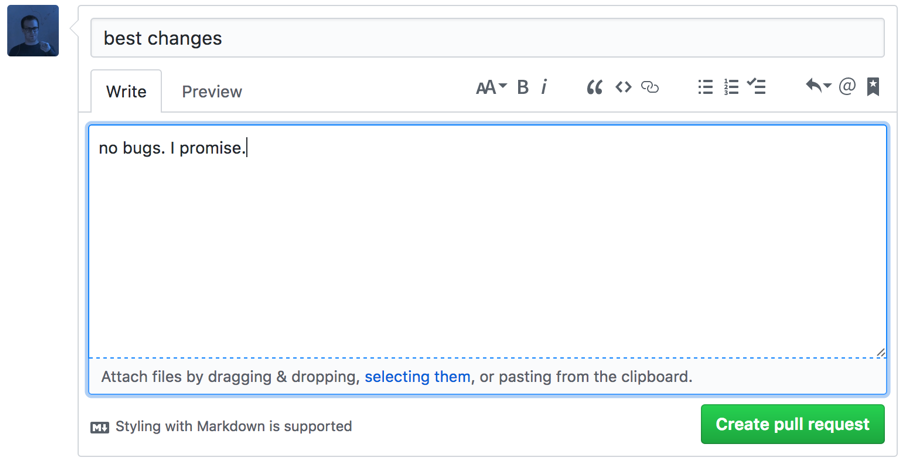 best changes
Write Preview AA B i 
no bugs. I promise.
Attach files by dragging & dropping, selecting them, or pasting from the clipboard.
M Styling with Markdown is supported
Create pull request